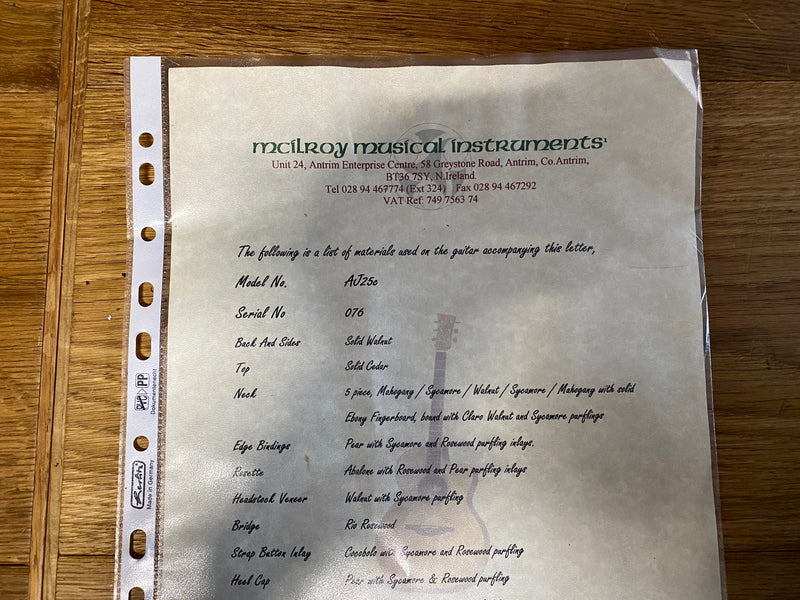 McIlroy Musical Instruments¹
Unit 24, Antrim Enterprise Centre, 58 Greystone Road, Antrim, Co.Antrim,
BT36 7SY, N.Ireland.
Tel 028 94 467774 (Ext 324) Fax 028 94 467292
VAT Ref: 749 7563 74
The following is a list of materials used on the guitar accompanying this letter,
Model No. AJ25c
Serial No 076
Back And Sides Solid Walnut
Top Solid Cedar
Neck 5 piece, Mahogany / Sycamore / Walnut / Sycamore / Mahogany with solid
Ebony Fingerboard, bound with Claro Walnut and Sycamore purflings
Edge Bindings Pear with Sycamore and Rosewood purfling inlays.
Rosette Abalone with Rosewood and Pear purfling inlays
Headstock Veneer Walnut with Sycamore purfling
Bridge Rio Rosewood
Strap Button Inlay Cocobolo with Sycamore and Rosewood purfling
Heel Cap Pear with Sycamore & Rosewood purfling
PP
Dokumentenecht
Herlitz
Made in Germany